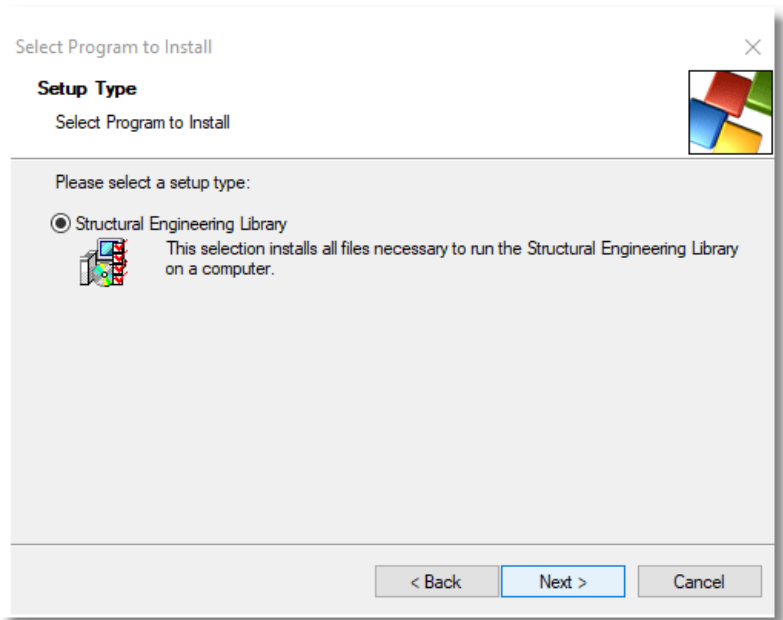 Select Program to Install
Setup Type
Select Program to Install
Please select a setup type:
Structural Engineering Library
This selection installs all files necessary to run the Structural Engineering Library
on a computer.
< Back
Next >
Cancel